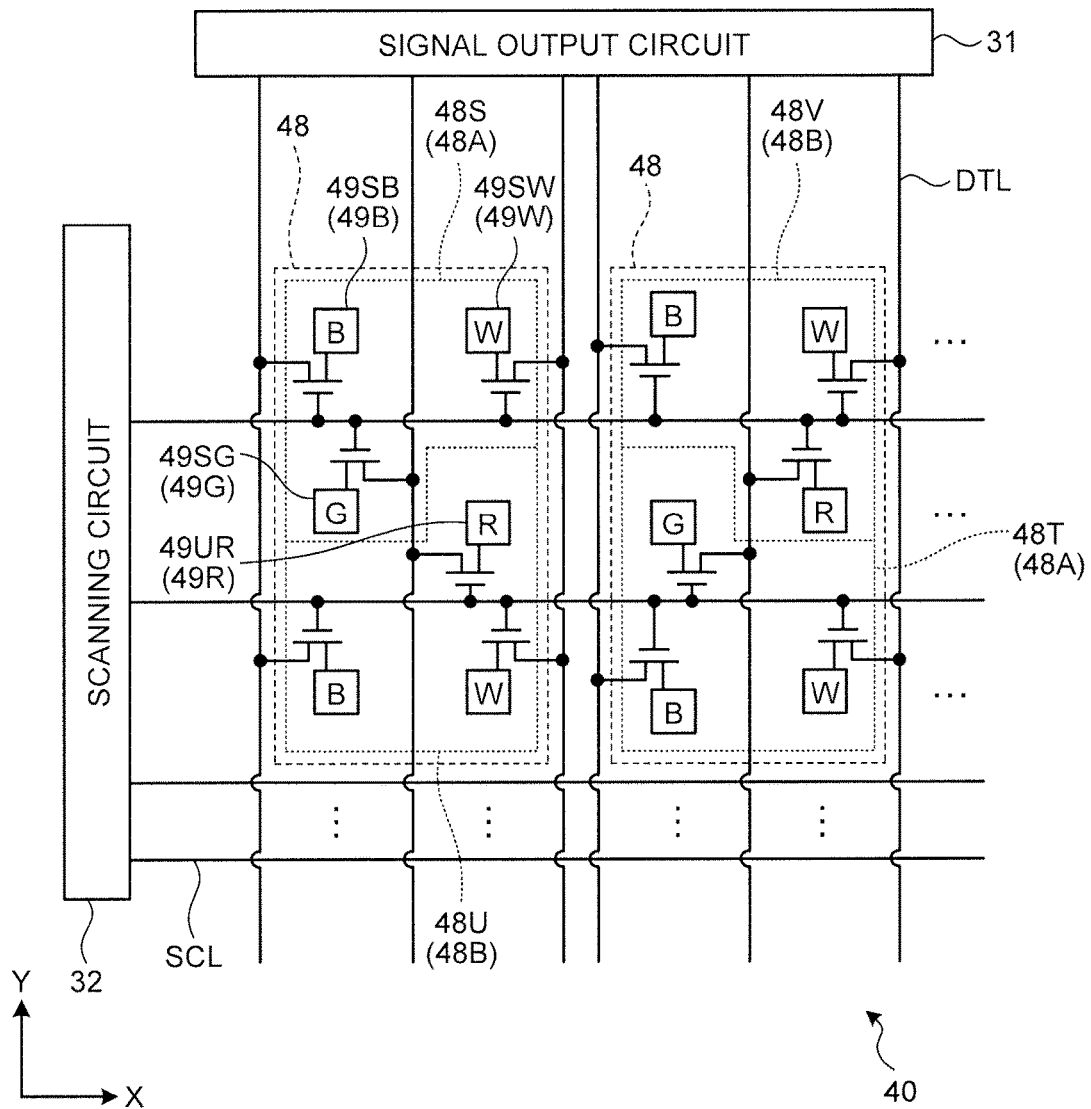 SIGNAL OUTPUT CIRCUIT
31
48
48S
(48A)
48V
(48B)
48
DTL
49SB
(49B)
49SW
(49W)
B
W
B
W
...
SCANNING CIRCUIT
49SG
(49G)
G
49UR
(49R)
R
G
R
...
48T
(48A)
B
W
B
W
...
⋮
⋮
⋮
⋮
32
SCL
48U
(48B)
Y
X
40